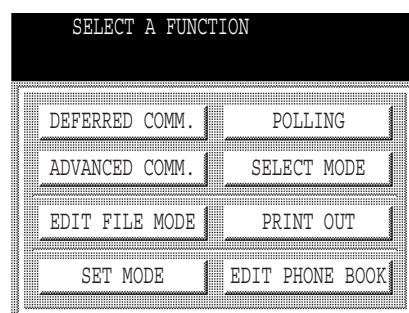 SELECT A FUNCTION
DEFERRED COMM. POLLING
ADVANCED COMM. SELECT MODE
EDIT FILE MODE PRINT OUT
SET MODE EDIT PHONE BOOK